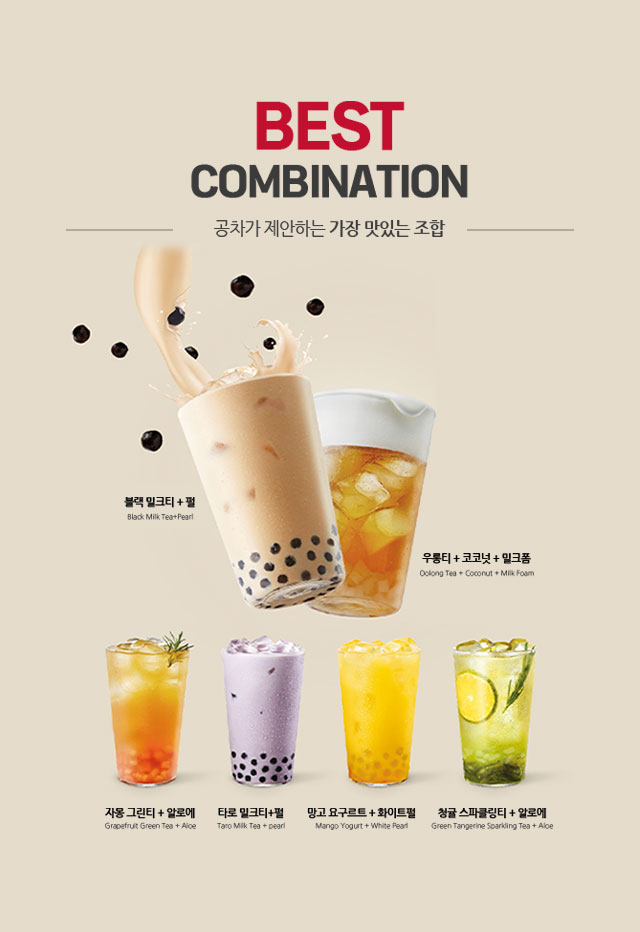 BEST
COMBINATION
공차가 제안하는 가장 맛있는 조합
블랙 밀크티 + 펄
Black Milk Tea+Pearl
우롱티 + 코코넛 + 밀크폼
Oolong Tea + Coconut + Milk Foam
자몽 그린티 + 알로에
Grapefruit Green Tea + Aloe
타로 밀크티+펄
Taro Milk Tea + pearl
망고 요구르트 + 화이트펄
Mango Yogurt + White Pearl
청귤 스파클링티 + 알로에
Green Tangerine Sparkling Tea + Aloe